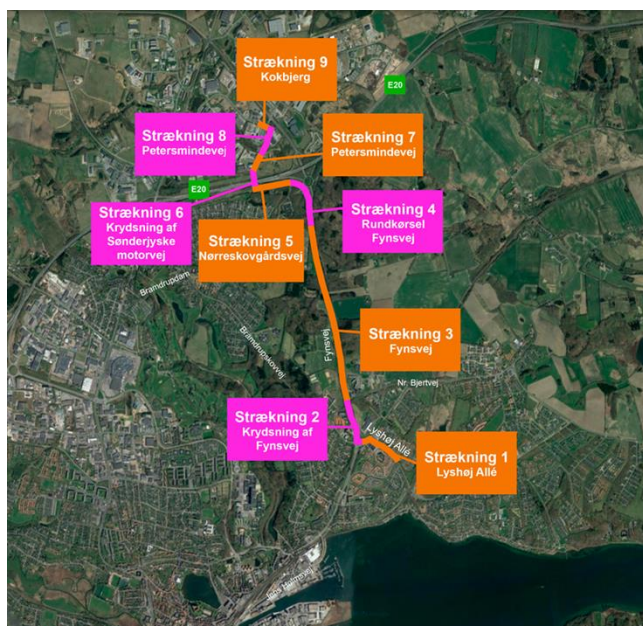 Strækning 9
Kokbjerg
E20
Strækning 8
Petersmindevej
Strækning 7
Petersmindevej
E20
Strækning 6
Krydsning af
Sønderjyske
motorvej
Strækning 5
Nørreskovgårdsvej
Strækning 4
Rundkørsel
Fynsvej
Bramdrupdam
Bramdrupskovvej
Fynsvej
Strækning 3
Fynsvej
Nr. Bjertvej
Strækning 2
Krydsning af
Fynsvej
Lyshøj Allé
Strækning 1
Lyshøj Allé